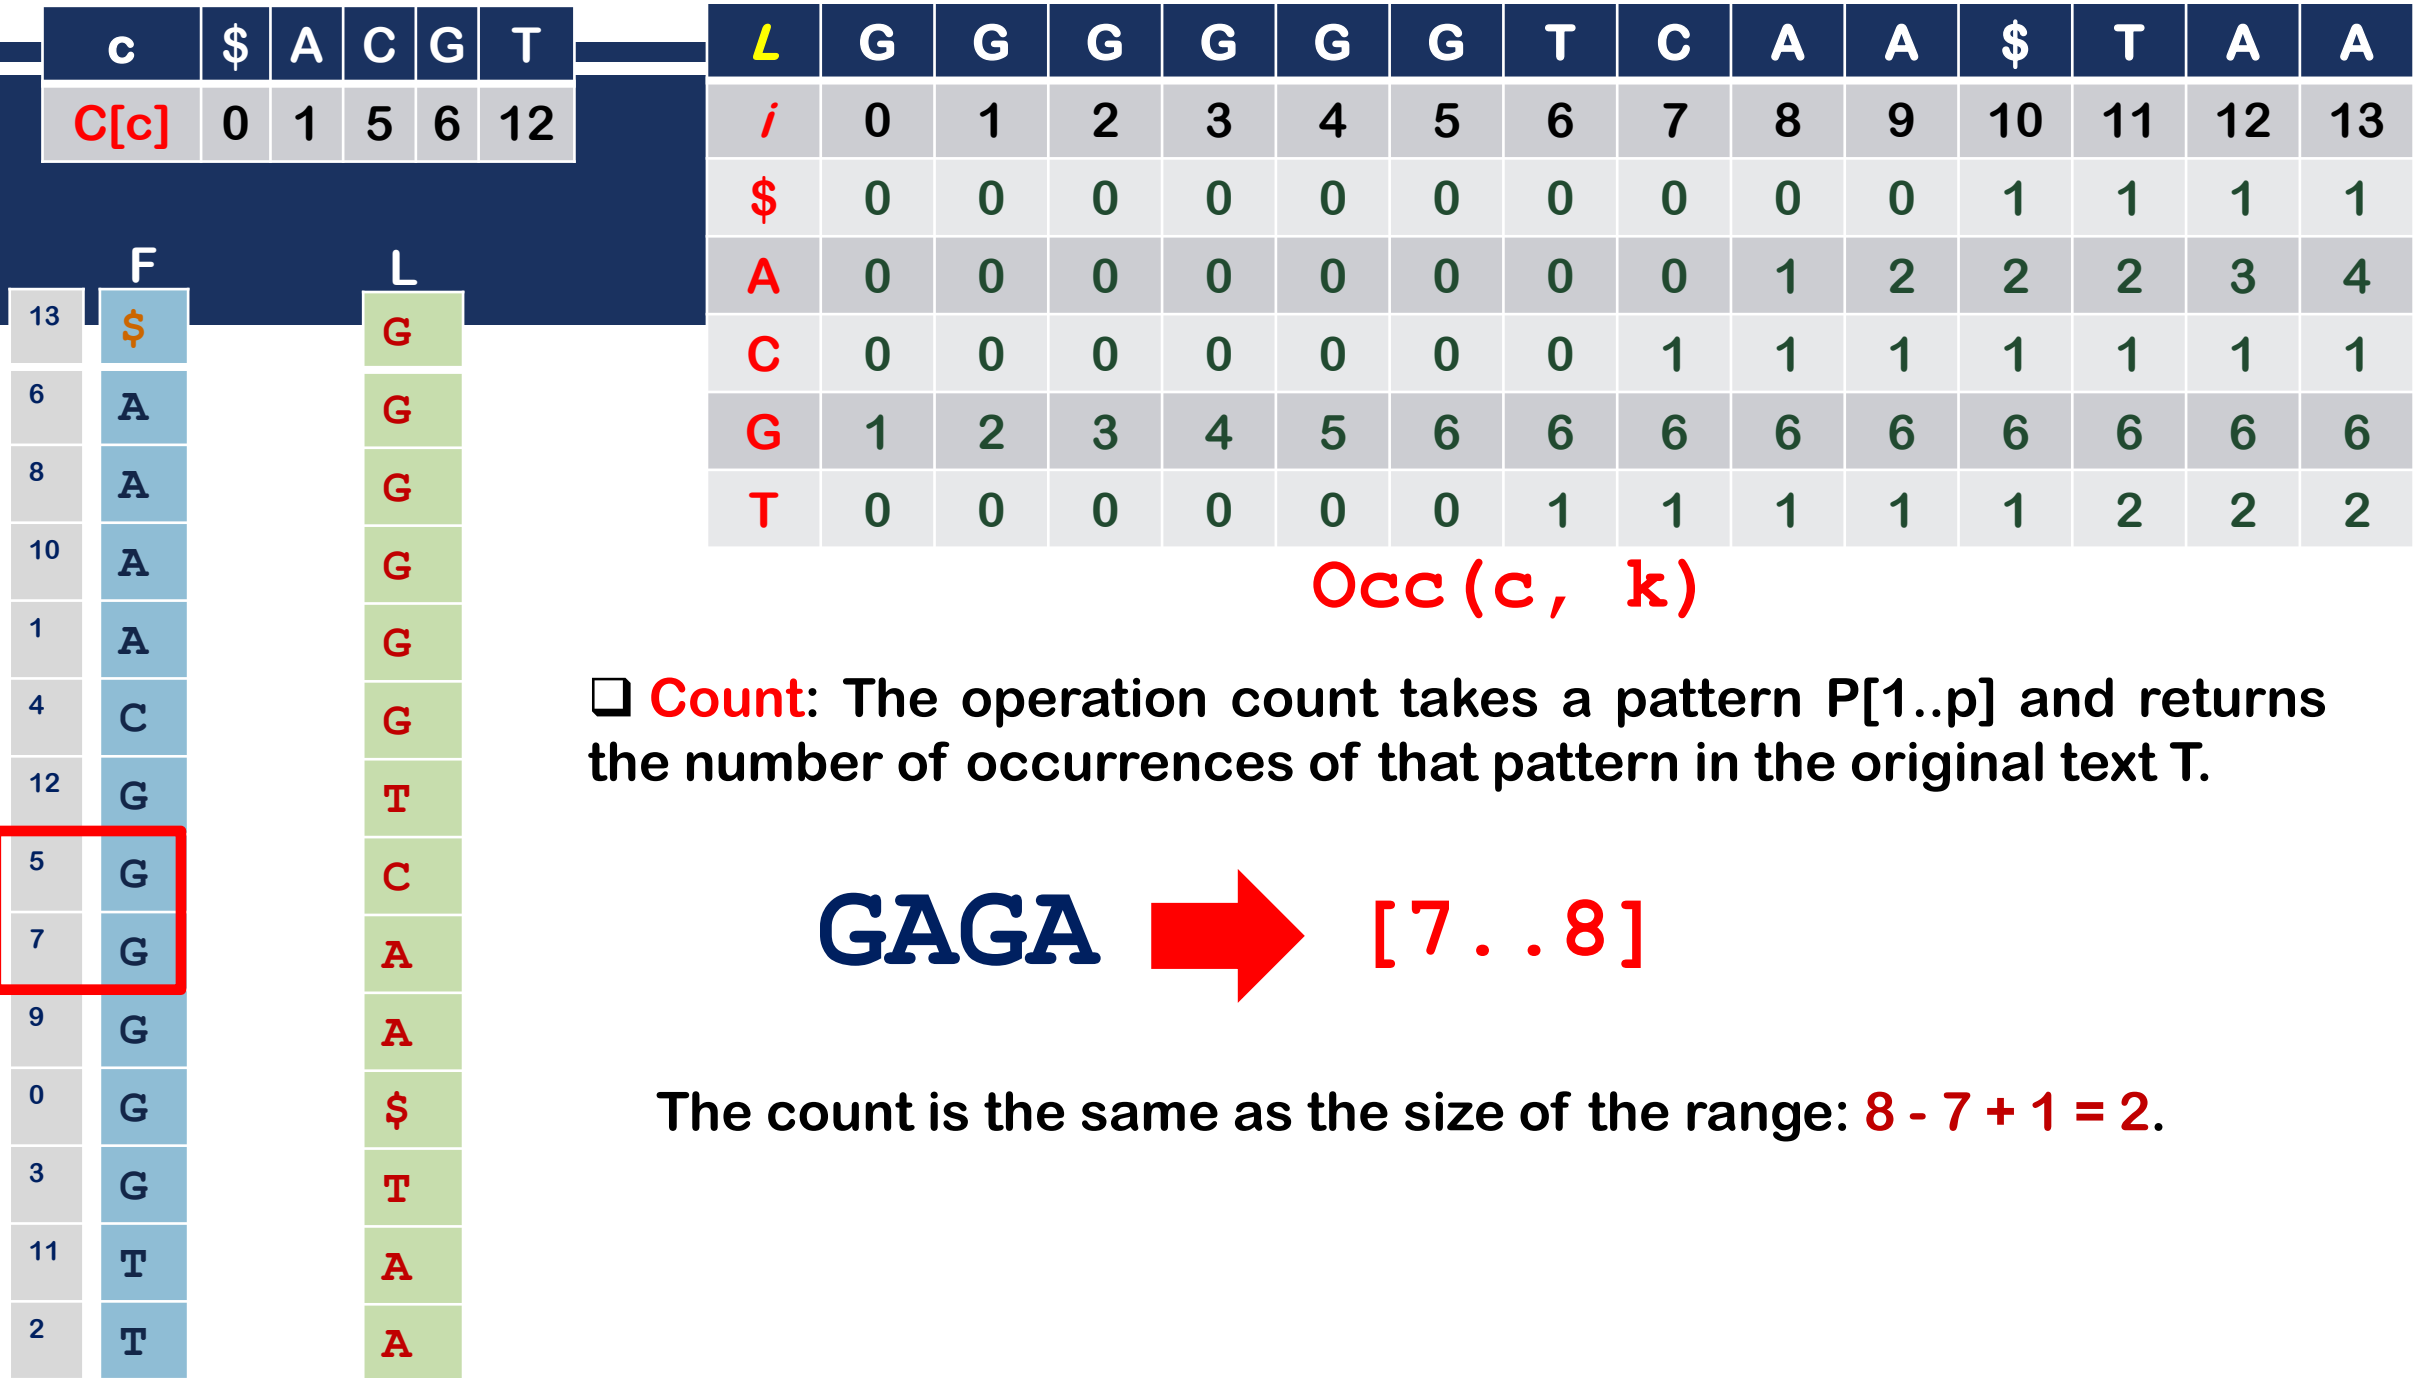 c $ A C G T
C[c] 0 1 5 6 12
L G G G G G G T C A A $ T A A
i 0 1 2 3 4 5 6 7 8 9 10 11 12 13
$ 0 0 0 0 0 0 0 0 0 0 1 1 1 1
A 0 0 0 0 0 0 0 0 1 2 2 2 3 4
C 0 0 0 0 0 0 0 1 1 1 1 1 1 1
G 1 2 3 4 5 6 6 6 6 6 6 6 6 6
T 0 0 0 0 0 0 1 1 1 1 1 2 2 2
Occ(c, k)
F L
13 $ G
6 A G
8 A G
10 A G
1 A G
4 C G
12 G T
5 G C
7 G A
9 G A
0 G $
3 G T
11 T A
2 T A
❑ Count: The operation count takes a pattern P[1..p] and returns
the number of occurrences of that pattern in the original text T.
GAGA [7..8]
The count is the same as the size of the range: 8 - 7 + 1 = 2.